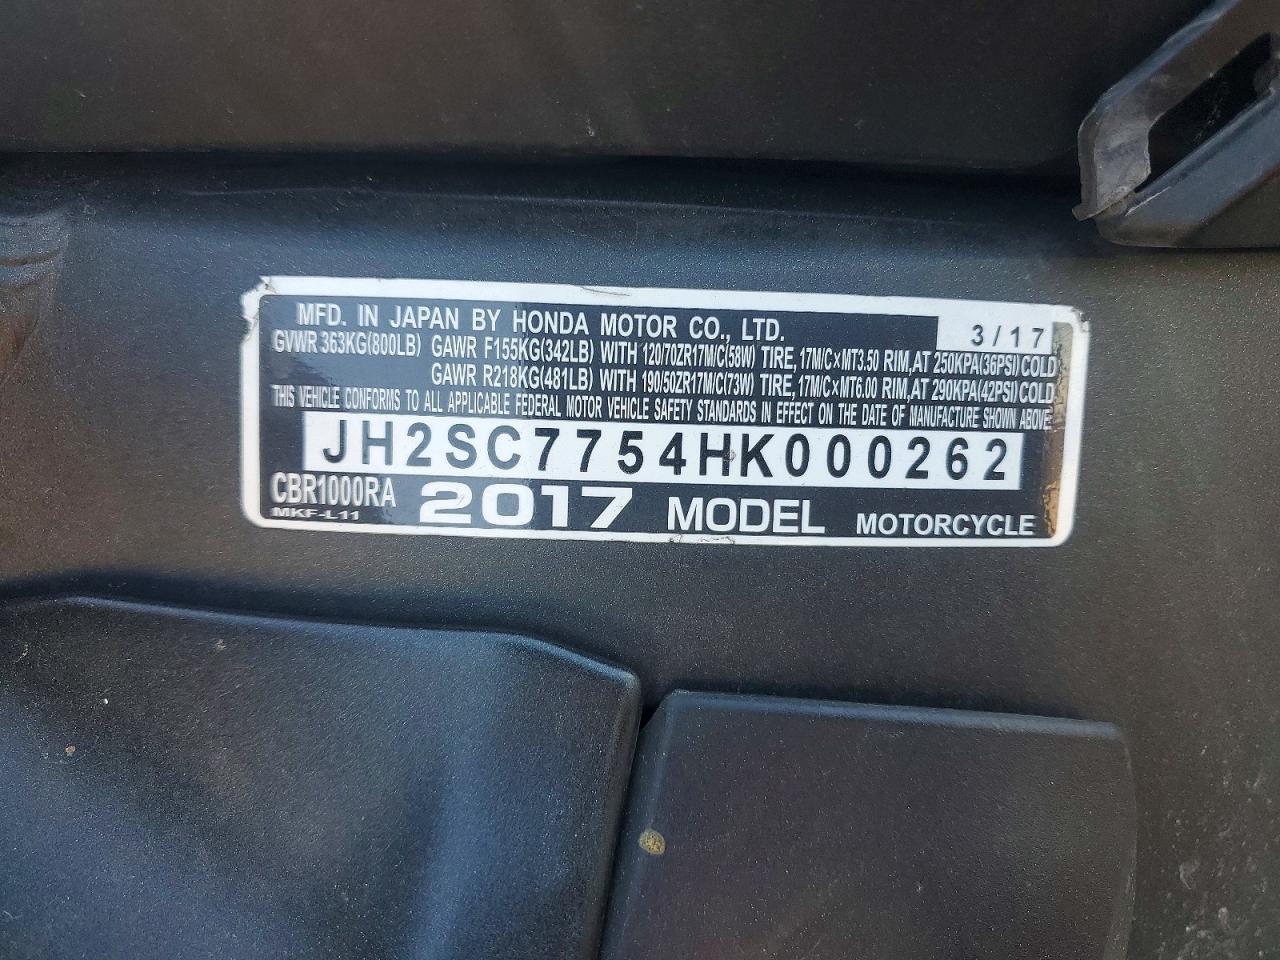 MFD. IN JAPAN BY HONDA MOTOR CO., LTD. 3/17
GVWR 363KG(800LB) GAWR F155KG(342LB) WITH 120/70ZR17M/C(58W) TIRE, 17M/C×MT3.50 RIM, AT 250KPA(36PSI)COLD
GAWR R218KG(481LB) WITH 190/50ZR17M/C(73W) TIRE, 17M/C×MT6.00 RIM, AT 290KPA(42PSI)COLD
THIS VEHICLE CONFORMS TO ALL APPLICABLE FEDERAL MOTOR VEHICLE SAFETY STANDARDS IN EFFECT ON THE DATE OF MANUFACTURE SHOWN ABOVE.
JH2SC7754HK000262
CBR1000RA 2017 MODEL MOTORCYCLE
MKF-L11